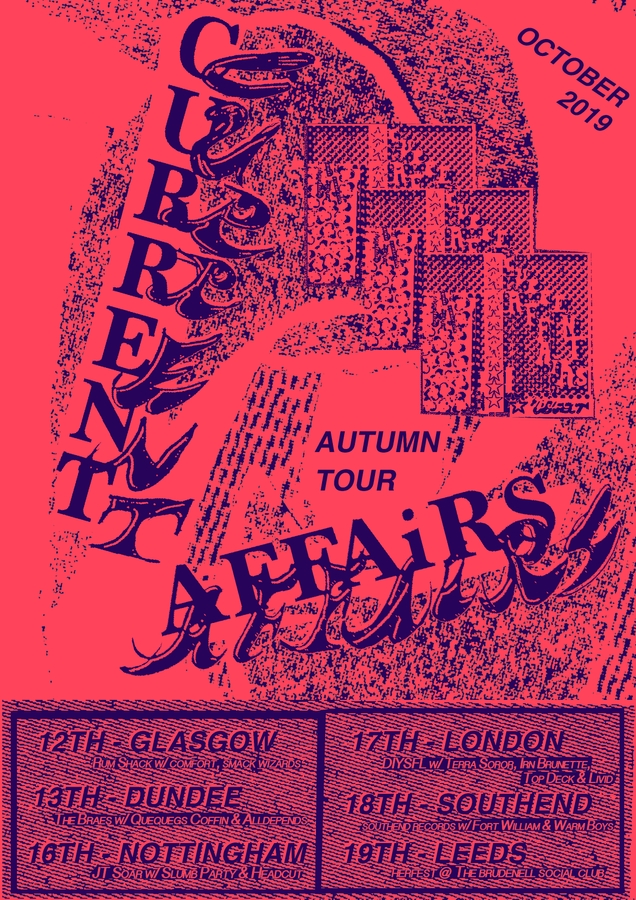 CURRENT
AFFAiRS
OCTOBER
2019
AUTUMN
TOUR
12TH - GLASGOW
RUM SHACK W/ COMFORT, SMACK WIZARDS
13TH - DUNDEE
THE BRAES W/ QUEQUEGS COFFIN & ALLDEPENDS
16TH - NOTTINGHAM
JT SOAR W/ SLUMB PARTY & HEADCUT
17TH - LONDON
DIYSFL W/ TERRA SOROR, IRN BRUNETTE,
TOP DECK & LIVID
18TH - SOUTHEND
SOUTHEND RECORDS W/ FORT WILLIAM & WARM BOYS
19TH - LEEDS
HERFEST @ THE BRUDENELL SOCIAL CLUB